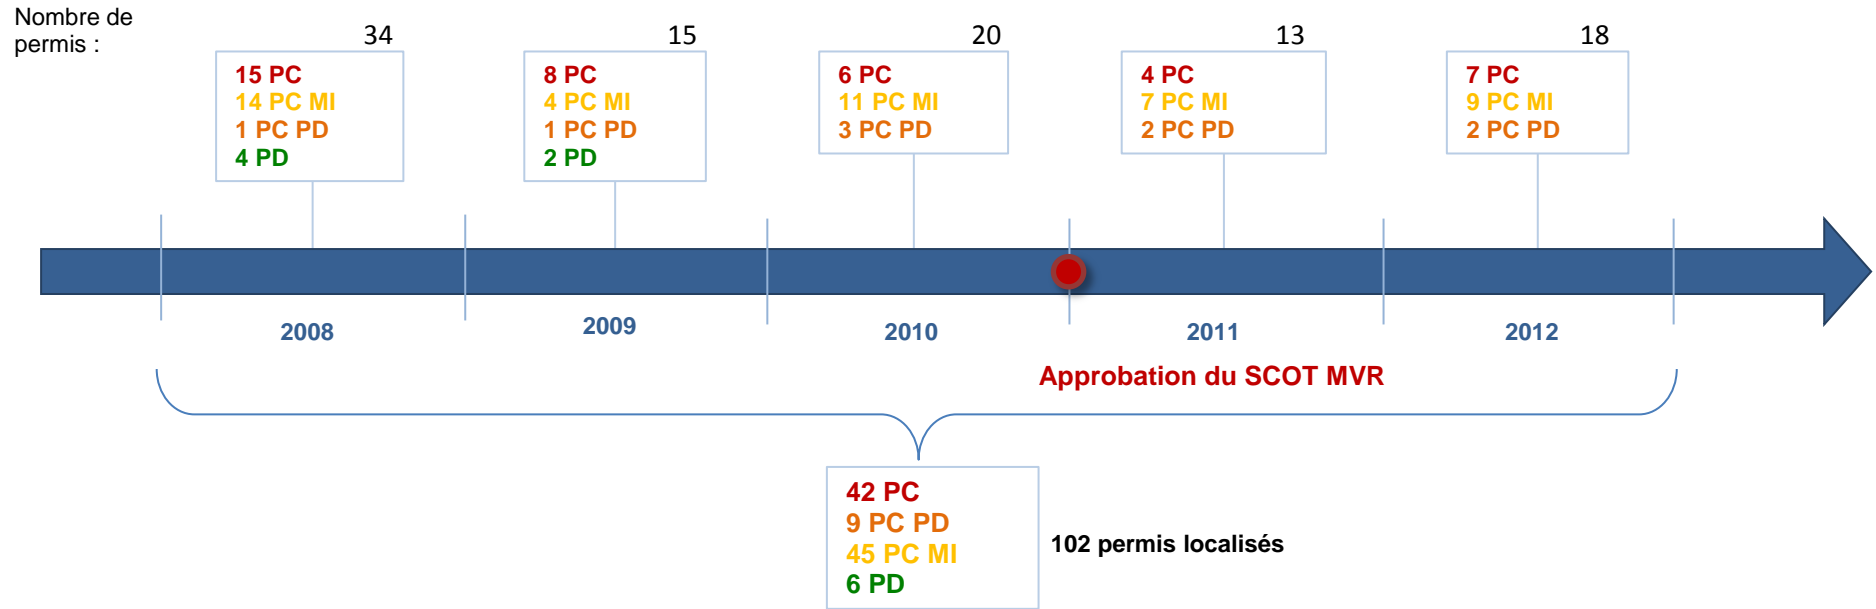 Nombre de
permis :
34
15 PC
14 PC MI
1 PC PD
4 PD
15
8 PC
4 PC MI
1 PC PD
2 PD
20
6 PC
11 PC MI
3 PC PD
13
4 PC
7 PC MI
2 PC PD
18
7 PC
9 PC MI
2 PC PD
2008
2009
2010
2011
2012
Approbation du SCOT MVR
42 PC
9 PC PD
45 PC MI
6 PD
102 permis localisés